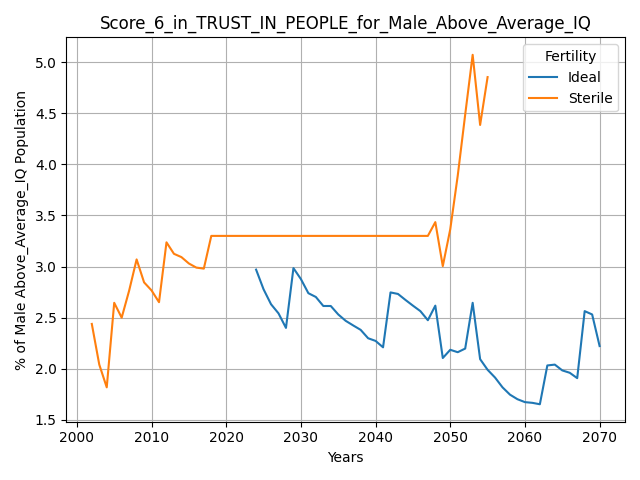 Score_6_in_TRUST_IN_PEOPLE_for_Male_Above_Average_IQ
% of Male Above_Average_IQ Population
5.0
4.5
4.0
3.5
3.0
2.5
2.0
1.5
Fertility
Ideal
Sterile
2000 2010 2020 2030 2040 2050 2060 2070
Years